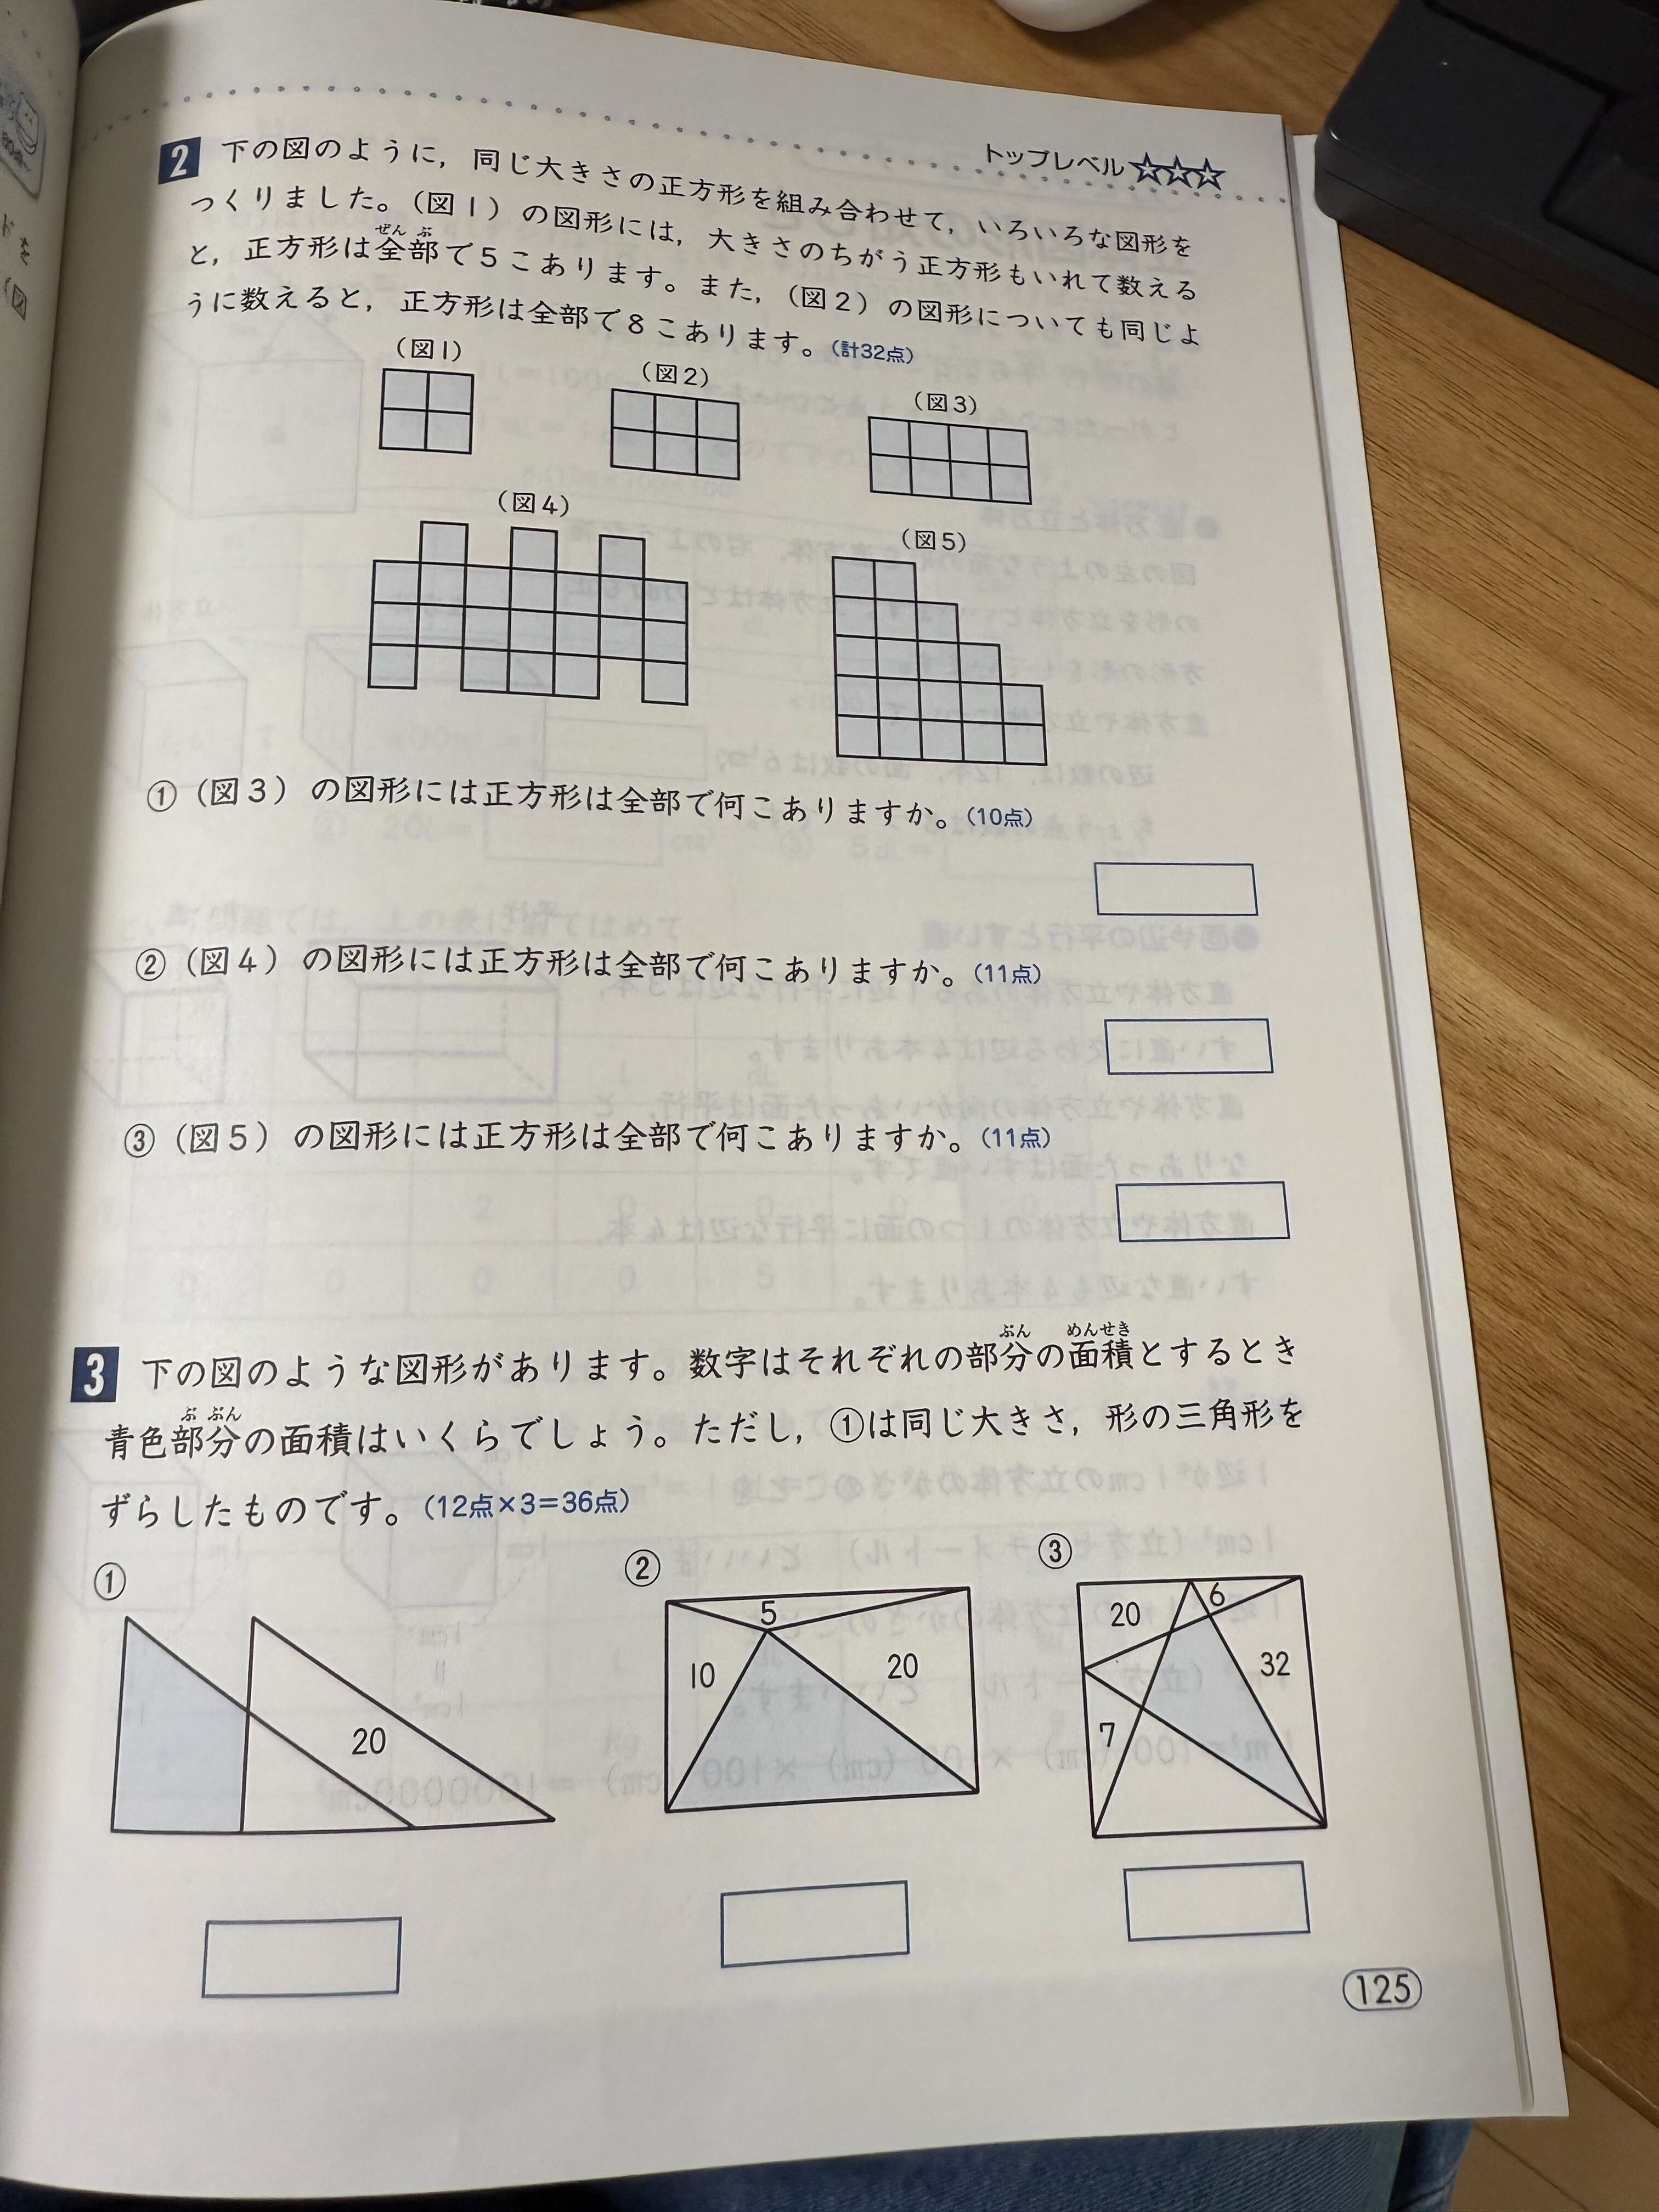 トップレベル☆☆☆
2 下の図のように，同じ大きさの正方形を組み合わせて，いろいろな図形を
つくりました。（図１）の図形には，大きさのちがう正方形もいれて数える
と，正方形は全部で５こあります。また，（図２）の図形についても同じよ
うに数えると，正方形は全部で８こあります。（計32点）
（図１）
（図２）
（図３）
（図４）
（図５）
①（図３）の図形には正方形は全部で何こありますか。（10点）
②（図４）の図形には正方形は全部で何こありますか。（11点）
③（図５）の図形には正方形は全部で何こありますか。（11点）
3 下の図のような図形があります。数字はそれぞれの部分の面積とするとき
青色部分の面積はいくらでしょう。ただし，①は同じ大きさ，形の三角形を
ずらしたものです。（12点×3＝36点）
①
20
②
5
10
20
③
20
6
32
7
125